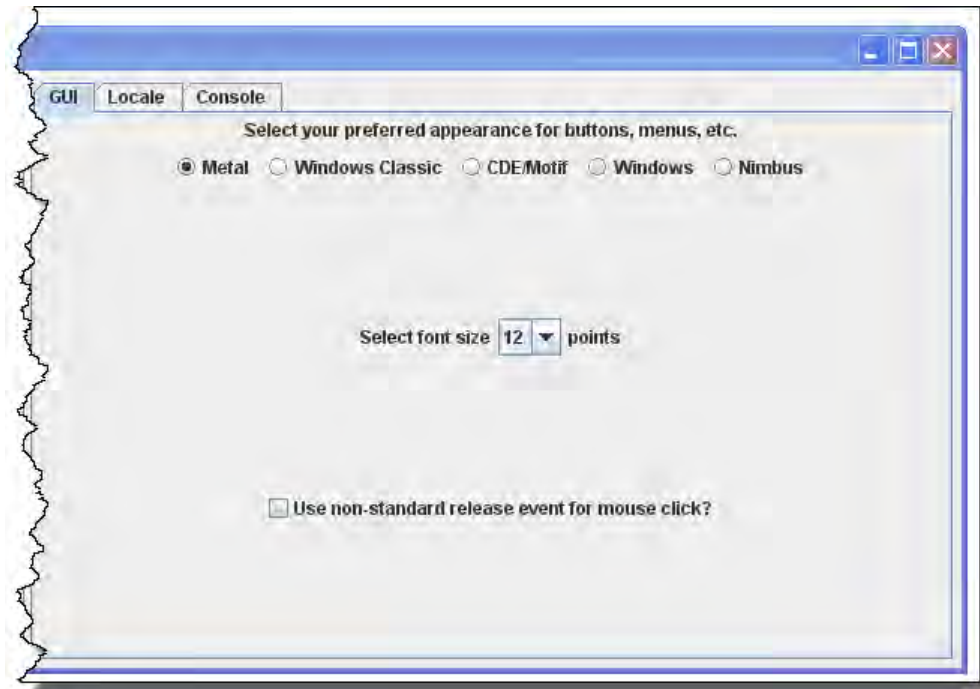 GUI Locale Console
Select your preferred appearance for buttons, menus, etc.
Metal Windows Classic CDE/Motif Windows Nimbus
Select font size 12 points
Use non-standard release event for mouse click?